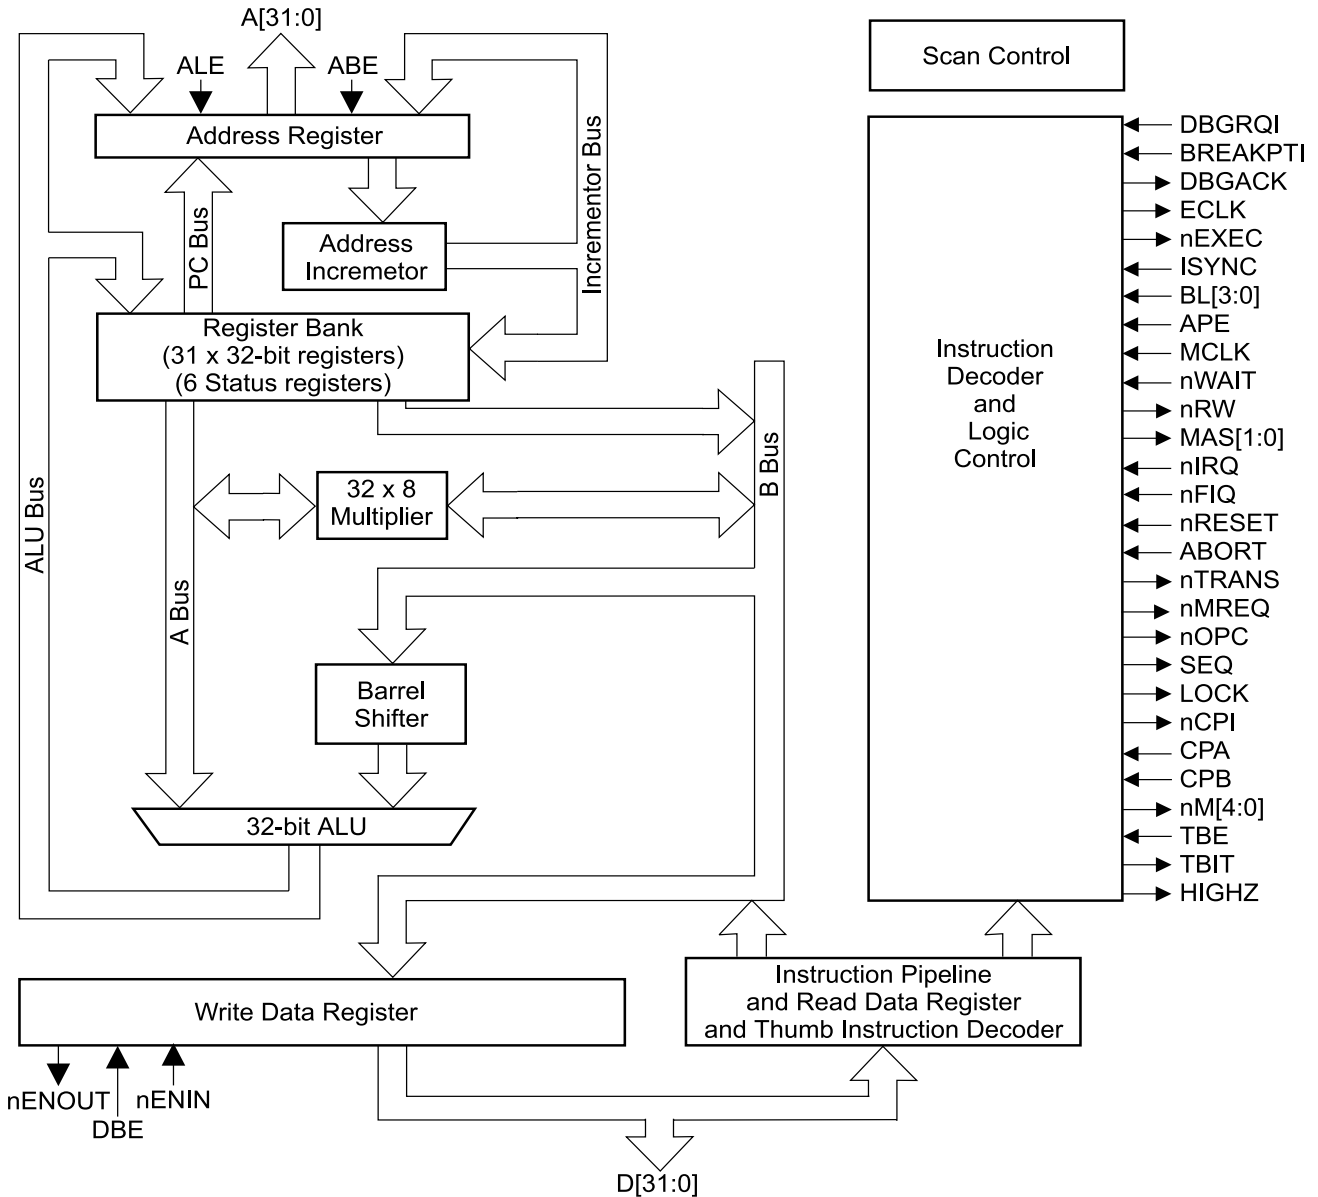 A[31:0]
ALE
ABE
Address Register
Scan Control
PC Bus
Address
Incremetor
Incrementor Bus
Register Bank
(31 x 32-bit registers)
(6 Status registers)
B Bus
32 x 8
Multiplier
ALU Bus
A Bus
Barrel
Shifter
32-bit ALU
Write Data Register
nENOUT
DBE
nENIN
Instruction Pipeline
and Read Data Register
and Thumb Instruction Decoder
D[31:0]
Instruction
Decoder
and
Logic
Control
DBGRQI
BREAKPTI
DBGACK
ECLK
nEXEC
ISYNC
BL[3:0]
APE
MCLK
nWAIT
nRW
MAS[1:0]
nIRQ
nFIQ
nRESET
ABORT
nTRANS
nMREQ
nOPC
SEQ
LOCK
nCPI
CPA
CPB
nM[4:0]
TBE
TBIT
HIGHZ